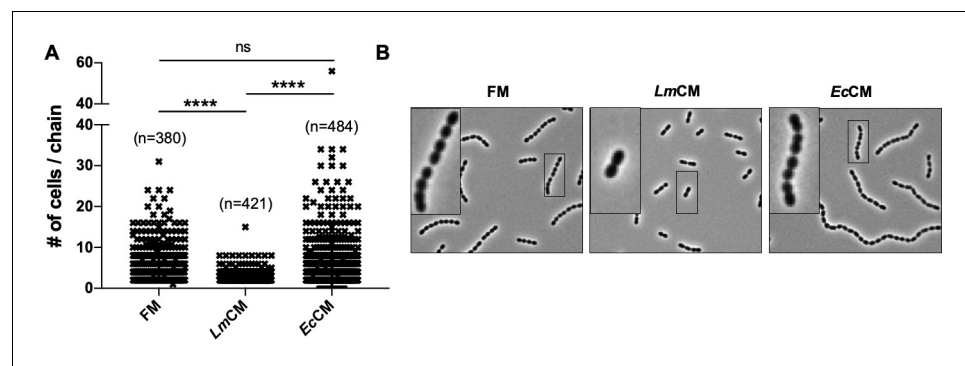 A
ns
60
****
****
40
40
(n=380)
(n=484)
30
(n=421)
20
10
0
# of cells / chain
FM
LmCM
EcCM
B
FM
LmCM
EcCM